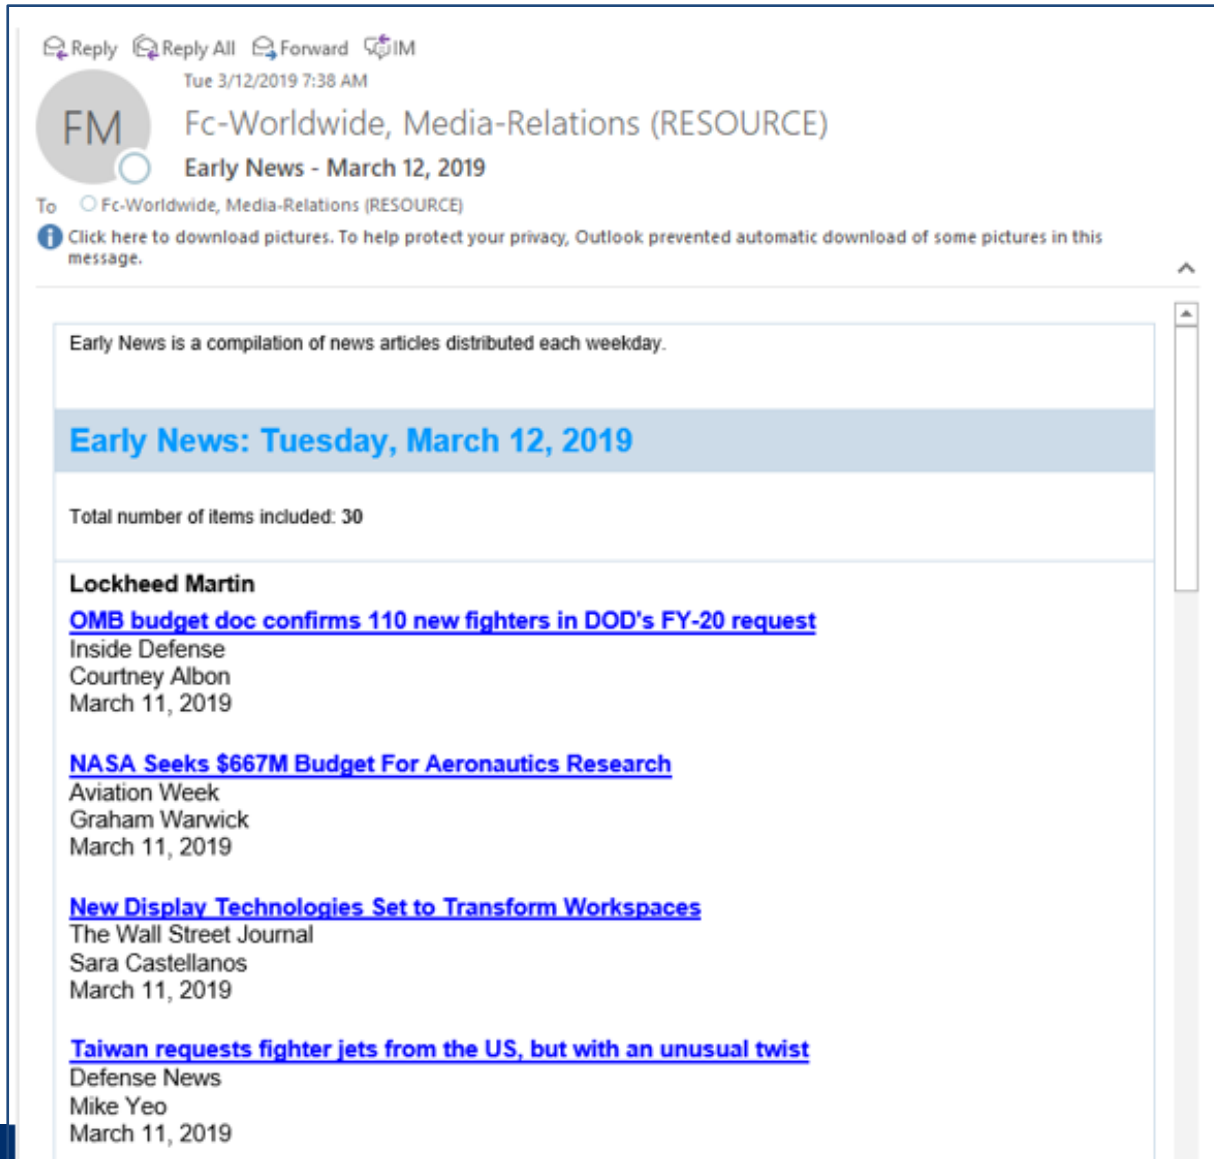 Reply Reply All Forward IM
Tue 3/12/2019 7:38 AM
FM
Fc-Worldwide, Media-Relations (RESOURCE)
Early News - March 12, 2019
To Fc-Worldwide, Media-Relations (RESOURCE)
Click here to download pictures. To help protect your privacy, Outlook prevented automatic download of some pictures in this
message.
Early News is a compilation of news articles distributed each weekday.
Early News: Tuesday, March 12, 2019
Total number of items included: 30
Lockheed Martin
OMB budget doc confirms 110 new fighters in DOD's FY-20 request
Inside Defense
Courtney Albon
March 11, 2019
NASA Seeks $667M Budget For Aeronautics Research
Aviation Week
Graham Warwick
March 11, 2019
New Display Technologies Set to Transform Workspaces
The Wall Street Journal
Sara Castellanos
March 11, 2019
Taiwan requests fighter jets from the US, but with an unusual twist
Defense News
Mike Yeo
March 11, 2019